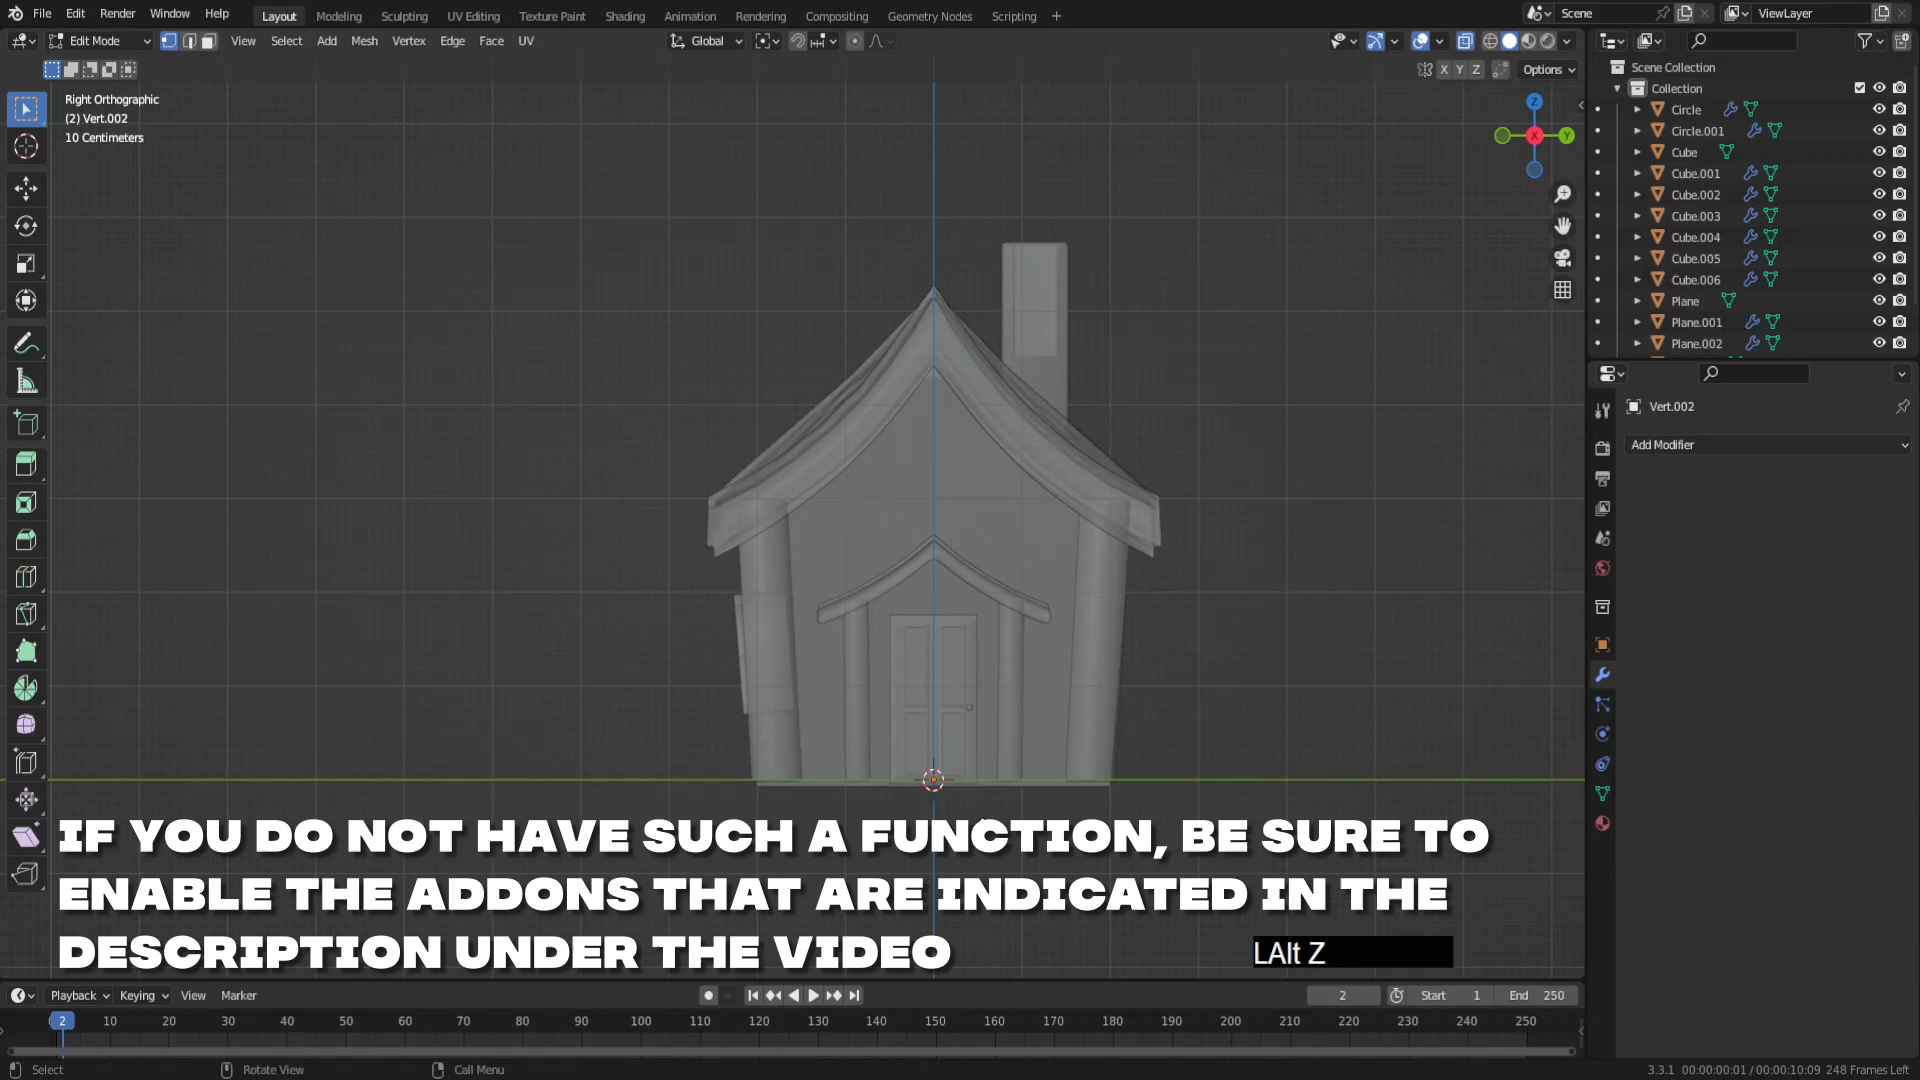 File Edit Render Window Help Layout Modeling Sculpting UV Editing Texture Paint Shading Animation Rendering Compositing Geometry Nodes Scripting + Scene ViewLayer
Edit Mode View Select Add Mesh Vertex Edge Face UV Global
X Y Z Options
Right Orthographic
(2) Vert.002
10 Centimeters
Z
X Y
Scene Collection
Collection
Circle
Circle.001
Cube
Cube.001
Cube.002
Cube.003
Cube.004
Cube.005
Cube.006
Plane
Plane.001
Plane.002
Vert.002
Add Modifier
IF YOU DO NOT HAVE SUCH A FUNCTION, BE SURE TO
ENABLE THE ADDONS THAT ARE INDICATED IN THE
DESCRIPTION UNDER THE VIDEO
LAlt Z
Playback Keying View Marker 2 Start 1 End 250
2 10 20 30 40 50 60 70 80 90 100 110 120 130 140 150 160 170 180 190 200 210 220 230 240 250
Select Rotate View Call Menu 3.3.1 00:00:00:01 / 00:00:10:09 248 Frames Left